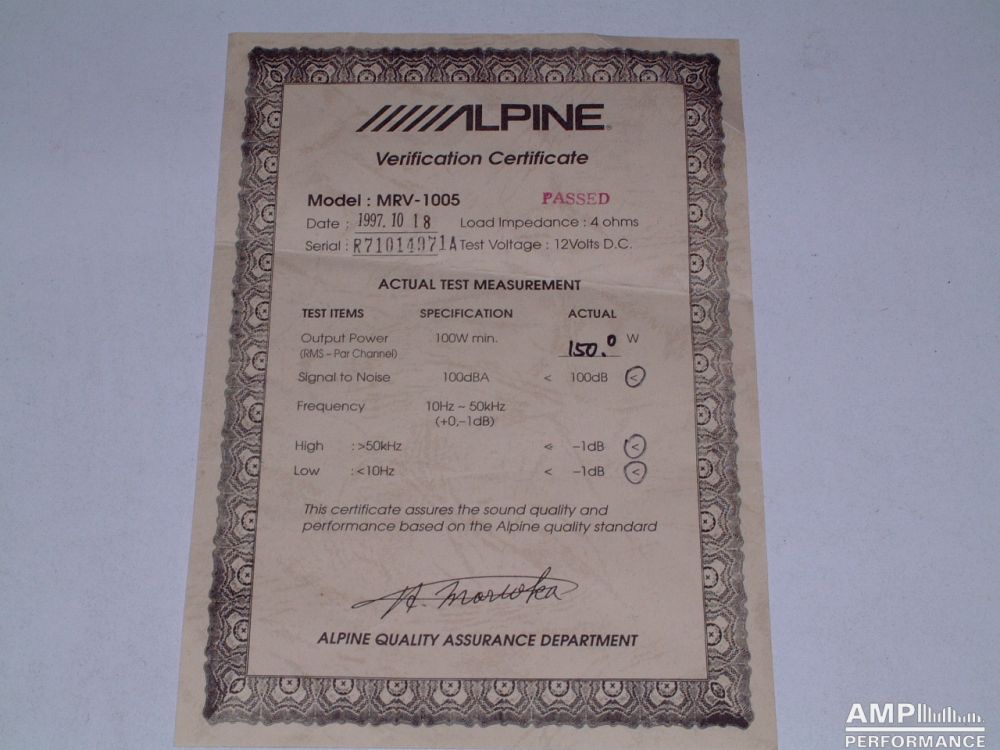 ALPINE®
Verification Certificate
Model : MRV-1005 PASSED
Date : 1997.10 18 Load Impedance : 4 ohms
Serial : R71014971A Test Voltage : 12Volts D.C.
ACTUAL TEST MEASUREMENT
TEST ITEMS SPECIFICATION ACTUAL
Output Power 100W min. 150.0 W
(RMS - Par Channel)
Signal to Noise 100dBA < 100dB <
Frequency 10Hz ~ 50kHz
(+0,-1dB)
High : >50kHz < -1dB <
Low : <10Hz < -1dB <
This certificate assures the sound quality and
performance based on the Alpine quality standard
H. Morioka
ALPINE QUALITY ASSURANCE DEPARTMENT
AMP
PERFORMANCE